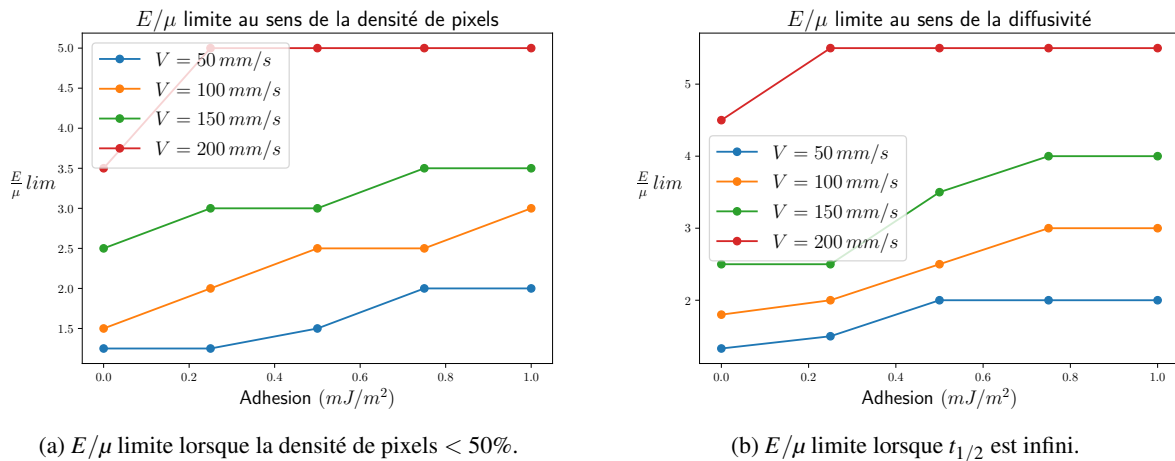 E/μ limite au sens de la densité de pixels
5.0
4.5
4.0
3.5
3.0
2.5
2.0
1.5
E/μ lim
V = 50 mm/s
V = 100 mm/s
V = 150 mm/s
V = 200 mm/s
0.0 0.2 0.4 0.6 0.8 1.0
Adhesion (mJ/m²)
(a) E/μ limite lorsque la densité de pixels < 50%.
E/μ limite au sens de la diffusivité
5
4
3
2
E/μ lim
V = 50 mm/s
V = 100 mm/s
V = 150 mm/s
V = 200 mm/s
0.0 0.2 0.4 0.6 0.8 1.0
Adhesion (mJ/m²)
(b) E/μ limite lorsque t_{1/2} est infini.